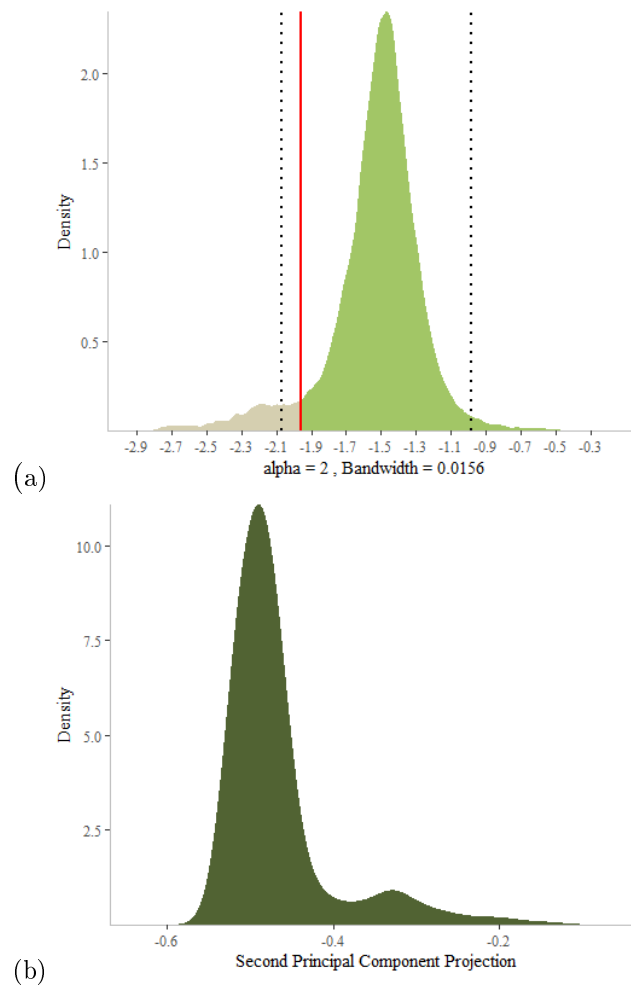 2.0
1.5
Density
1.0
0.5
-2.9 -2.7 -2.5 -2.3 -2.1 -1.9 -1.7 -1.5 -1.3 -1.1 -0.9 -0.7 -0.5 -0.3
alpha = 2 , Bandwidth = 0.0156
(a)
10.0
7.5
Density
5.0
2.5
-0.6 -0.4 -0.2
Second Principal Component Projection
(b)